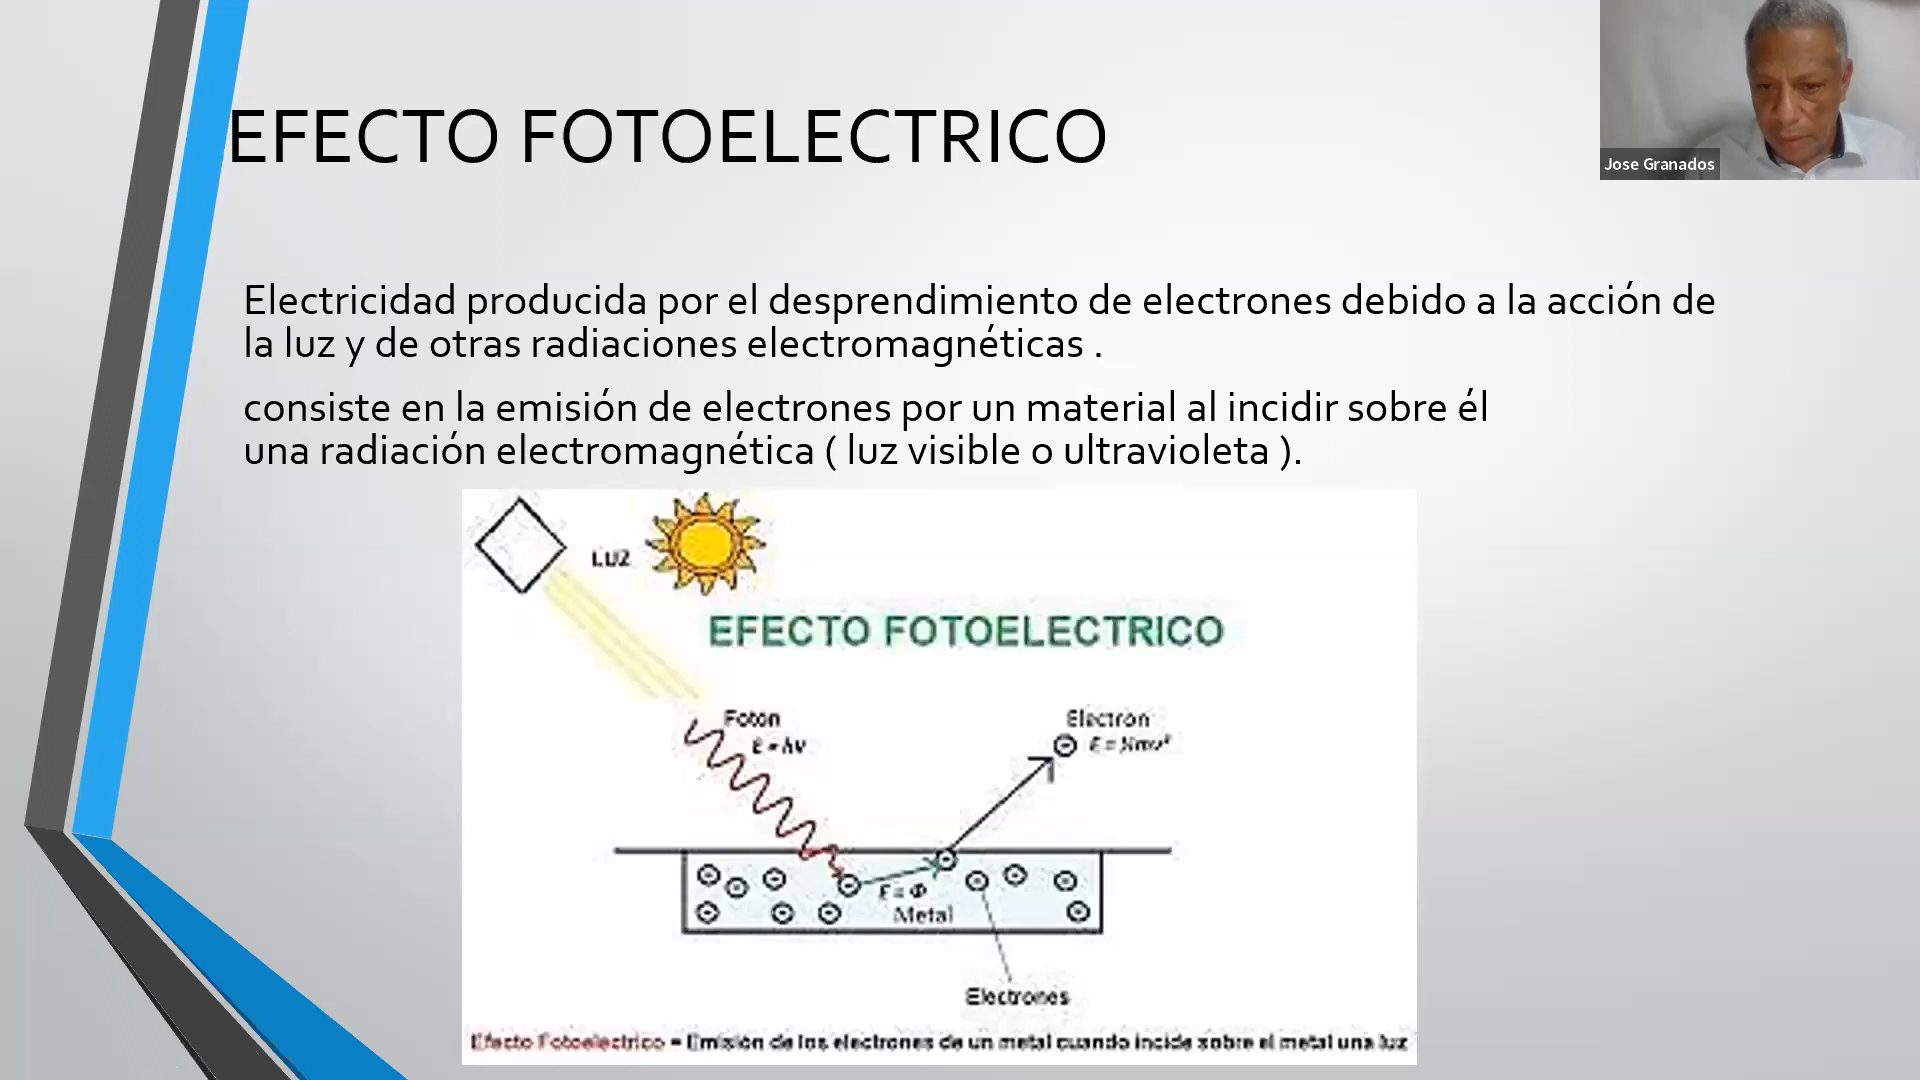 EFECTO FOTOELECTRICO
Jose Granados
Electricidad producida por el desprendimiento de electrones debido a la acción de
la luz y de otras radiaciones electromagnéticas .
consiste en la emisión de electrones por un material al incidir sobre él
una radiación electromagnética ( luz visible o ultravioleta ).
LUZ
EFECTO FOTOELECTRICO
Foton
E = hv
Electron
E = ½mv²
E = Φ
Metal
Electrones
Efecto Fotoelectrico = Emisión de los electrones de un metal cuando incide sobre el metal una luz